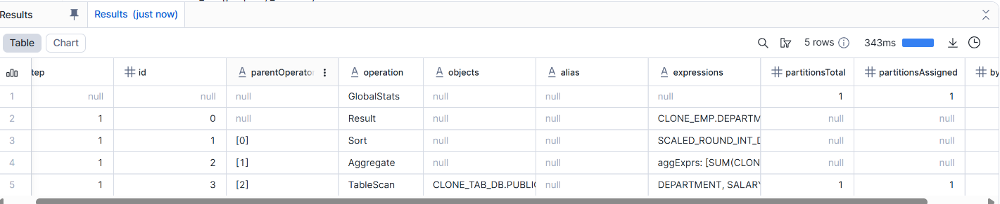 Results Results (just now)
Table Chart 5 rows 343ms
tep id parentOperato operation objects alias expressions partitionsTotal partitionsAssigned by
1 null null null GlobalStats null null null 1 1
2 1 0 null Result null null CLONE_EMP.DEPARTM null null
3 1 1 [0] Sort null null SCALED_ROUND_INT_D null null
4 1 2 [1] Aggregate null null aggExprs: [SUM(CLON null null
5 1 3 [2] TableScan CLONE_TAB_DB.PUBLIC null DEPARTMENT, SALARY 1 1